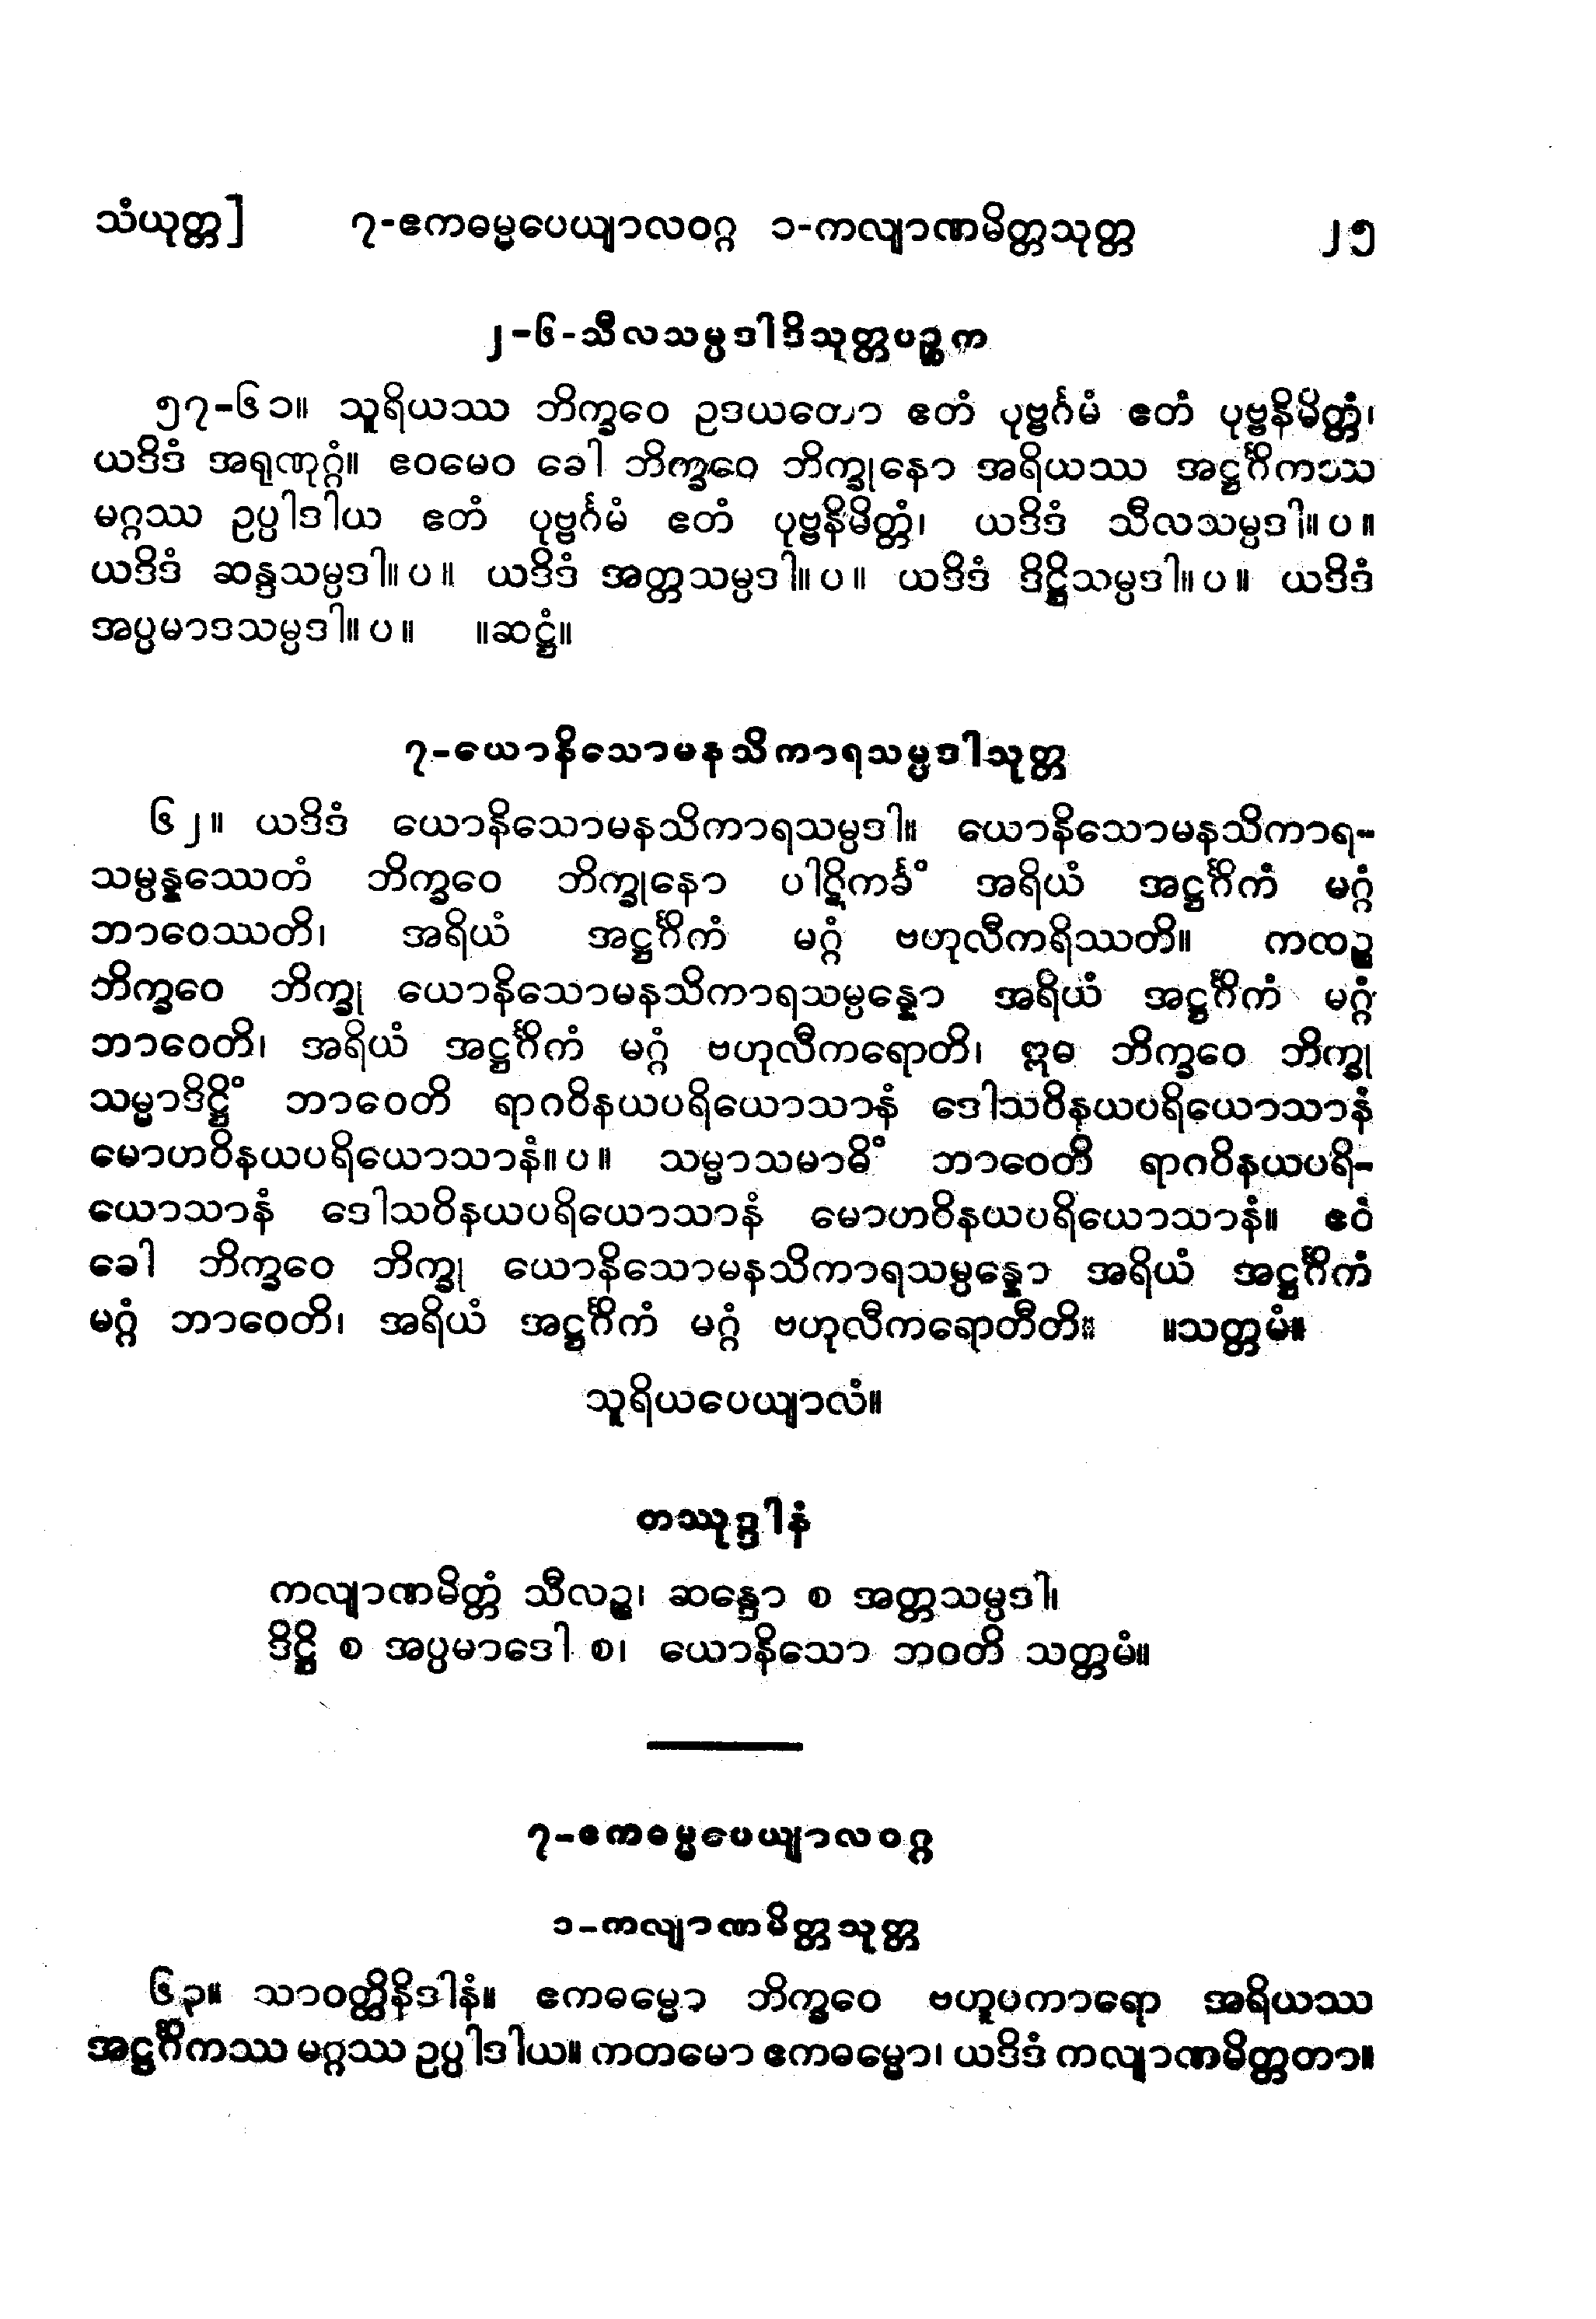 သံယုတ္တ] ၇-ဧကဓမ္မပေယျာလဝဂ္ဂ ၁-ကလျာဏမိတ္တသုတ္တ ၂၅
၂-၆-သီလသမ္ပဒါဒိသုတ္တပဉ္စက
၅၇-၆၁။ သူရိယဿ ဘိက္ခဝေ ဥဒယတော ဧတံ ပုဗ္ဗင်္ဂမံ ဧတံ ပုဗ္ဗနိမိတ္တံ၊
ယဒိဒံ အရုဏုဂ္ဂံ။ ဧဝမေဝ ခေါ ဘိက္ခဝေ ဘိက္ခုနော အရိယဿ အဋ္ဌင်္ဂိကဿ
မဂ္ဂဿ ဥပ္ပါဒါယ ဧတံ ပုဗ္ဗင်္ဂမံ ဧတံ ပုဗ္ဗနိမိတ္တံ၊ ယဒိဒံ သီလသမ္ပဒါ။ပ။
ယဒိဒံ ဆန္ဒသမ္ပဒါ။ပ။ ယဒိဒံ အတ္တသမ္ပဒါ။ပ။ ယဒိဒံ ဒိဋ္ဌိသမ္ပဒါ။ပ။ ယဒိဒံ
အပ္ပမာဒသမ္ပဒါ။ပ။ ။ဆဋ္ဌံ။
၇-ယောနိသောမနသိကာရသမ္ပဒါသုတ္တ
၆၂။ ယဒိဒံ ယောနိသောမနသိကာရသမ္ပဒါ။ ယောနိသောမနသိကာရ-
သမ္ပန္နဿေတံ ဘိက္ခဝေ ဘိက္ခုနော ပါဋိကင်္ခံ အရိယံ အဋ္ဌင်္ဂိကံ မဂ္ဂံ
ဘာဝေဿတိ၊ အရိယံ အဋ္ဌင်္ဂိကံ မဂ္ဂံ ဗဟုလီကရိဿတိ။ ကထဉ္စ
ဘိက္ခဝေ ဘိက္ခု ယောနိသောမနသိကာရသမ္ပန္နော အရိယံ အဋ္ဌင်္ဂိကံ မဂ္ဂံ
ဘာဝေတိ၊ အရိယံ အဋ္ဌင်္ဂိကံ မဂ္ဂံ ဗဟုလီကရောတိ၊ ဣဓ ဘိက္ခဝေ ဘိက္ခု
သမ္မာဒိဋ္ဌိံ ဘာဝေတိ ရာဂဝိနယပရိယောသာနံ ဒေါသဝိနယပရိယောသာနံ
မောဟဝိနယပရိယောသာနံ။ပ။ သမ္မာသမာဓိံ ဘာဝေတိ ရာဂဝိနယပရိ-
ယောသာနံ ဒေါသဝိနယပရိယောသာနံ မောဟဝိနယပရိယောသာနံ။ ဧဝံ
ခေါ ဘိက္ခဝေ ဘိက္ခု ယောနိသောမနသိကာရသမ္ပန္နော အရိယံ အဋ္ဌင်္ဂိကံ
မဂ္ဂံ ဘာဝေတိ၊ အရိယံ အဋ္ဌင်္ဂိကံ မဂ္ဂံ ဗဟုလီကရောတီတိ။ ။သတ္တမံ။
သူရိယပေယျာလံ။
တဿုဒ္ဒါနံ
ကလျာဏမိတ္တံ သီလဉ္စ၊ ဆန္ဒော စ အတ္တသမ္ပဒါ၊
ဒိဋ္ဌိ စ အပ္ပမာဒေါ စ၊ ယောနိသော ဘဝတိ သတ္တမံ။
၇-ဧကဓမ္မပေယျာလဝဂ္ဂ
၁-ကလျာဏမိတ္တသုတ္တ
၆၃။ သာဝတ္ထိနိဒါနံ။ ဧကဓမ္မော ဘိက္ခဝေ ဗဟူပကာရော အရိယဿ
အဋ္ဌင်္ဂိကဿ မဂ္ဂဿ ဥပ္ပါဒါယ။ ကတမော ဧကဓမ္မော၊ ယဒိဒံ ကလျာဏမိတ္တတာ။